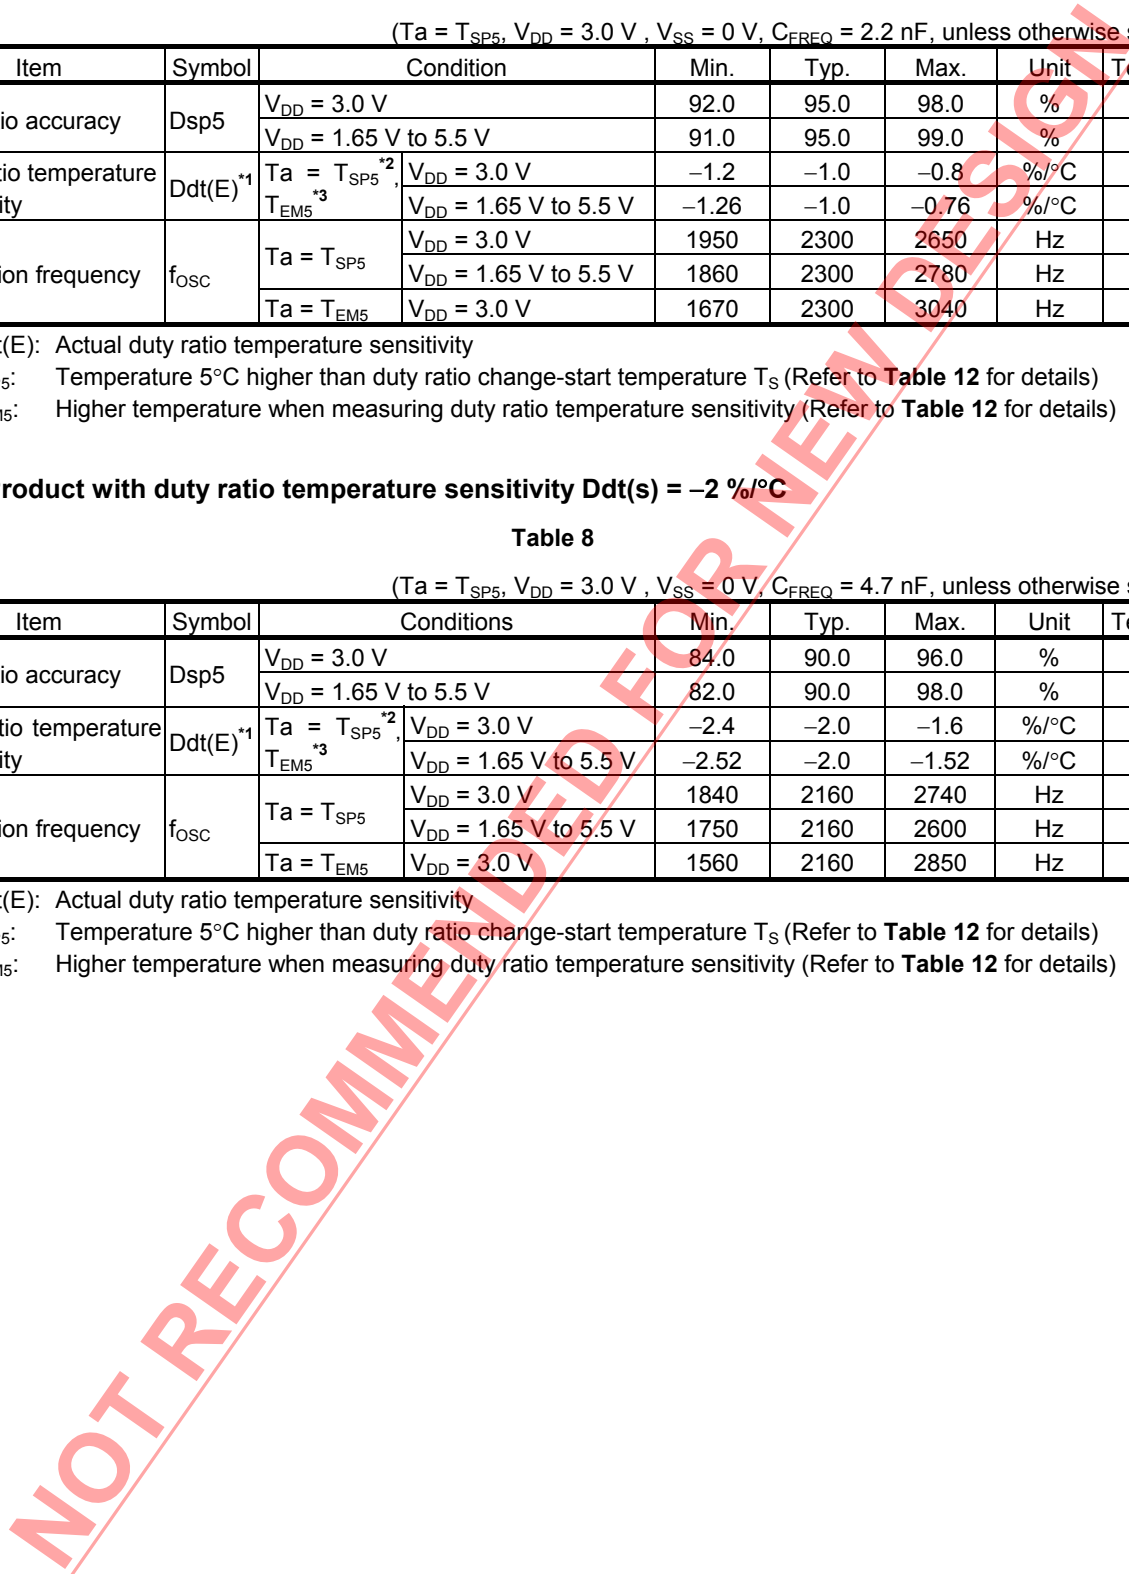 (Ta = TSP5, VDD = 3.0 V , VSS = 0 V, CFREQ = 2.2 nF, unless otherwise s
Item Symbol Condition Min. Typ. Max. Unit Te
io accuracy Dsp5 VDD = 3.0 V 92.0 95.0 98.0 %
VDD = 1.65 V to 5.5 V 91.0 95.0 99.0 %
tio temperature
ity Ddt(E)*1 Ta = TSP5*2, TEM5*3 VDD = 3.0 V −1.2 −1.0 −0.8 %/°C
VDD = 1.65 V to 5.5 V −1.26 −1.0 −0.76 %/°C
ion frequency fOSC Ta = TSP5 VDD = 3.0 V 1950 2300 2650 Hz
VDD = 1.65 V to 5.5 V 1860 2300 2780 Hz
Ta = TEM5 VDD = 3.0 V 1670 2300 3040 Hz
t(E): Actual duty ratio temperature sensitivity
P5: Temperature 5°C higher than duty ratio change-start temperature TS (Refer to Table 12 for details)
M5: Higher temperature when measuring duty ratio temperature sensitivity (Refer to Table 12 for details)
roduct with duty ratio temperature sensitivity Ddt(s) = −2 %/°C
Table 8
(Ta = TSP5, VDD = 3.0 V , VSS = 0 V, CFREQ = 4.7 nF, unless otherwise s
Item Symbol Conditions Min. Typ. Max. Unit Te
io accuracy Dsp5 VDD = 3.0 V 84.0 90.0 96.0 %
VDD = 1.65 V to 5.5 V 82.0 90.0 98.0 %
tio temperature
ity Ddt(E)*1 Ta = TSP5*2, TEM5*3 VDD = 3.0 V −2.4 −2.0 −1.6 %/°C
VDD = 1.65 V to 5.5 V −2.52 −2.0 −1.52 %/°C
ion frequency fOSC Ta = TSP5 VDD = 3.0 V 1840 2160 2740 Hz
VDD = 1.65 V to 5.5 V 1750 2160 2600 Hz
Ta = TEM5 VDD = 3.0 V 1560 2160 2850 Hz
t(E): Actual duty ratio temperature sensitivity
P5: Temperature 5°C higher than duty ratio change-start temperature TS (Refer to Table 12 for details)
M5: Higher temperature when measuring duty ratio temperature sensitivity (Refer to Table 12 for details)
NOT RECOMMENDED FOR NEW DESIGN